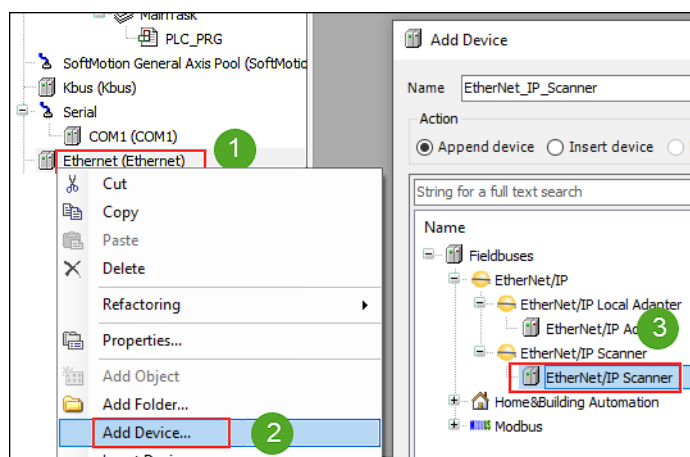 MainTask
PLC_PRG
SoftMotion General Axis Pool (SoftMotio
Kbus (Kbus)
Serial
COM1 (COM1)
Ethernet (Ethernet)
1
Cut
Copy
Paste
Delete
Refactoring
Properties...
Add Object
Add Folder...
Add Device...
2
Add Device
Name
EtherNet_IP_Scanner
Action
Append device
Insert device
String for a full text search
Name
Fieldbuses
EtherNet/IP
EtherNet/IP Local Adapter
EtherNet/IP Ad
3
EtherNet/IP Scanner
EtherNet/IP Scanner
Home&Building Automation
MODBUS Modbus